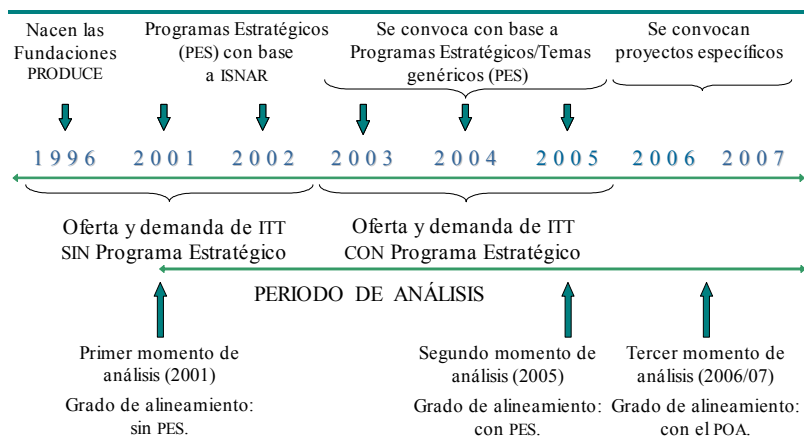 Nacen las
Fundaciones
PRODUCE
Programas Estratégicos
(PES) con base
a ISNAR
Se convoca con base a
Programas Estratégicos/Temas
genéricos (PES)
Se convocan
proyectos específicos
1996 2001 2002 2003 2004 2005 2006 2007
Oferta y demanda de ITT
SIN Programa Estratégico
Oferta y demanda de ITT
CON Programa Estratégico
PERIODO DE ANÁLISIS
Primer momento de
análisis (2001)
Grado de alineamiento:
sin PES.
Segundo momento de
análisis (2005)
Grado de alineamiento:
con PES.
Tercer momento de
análisis (2006/07)
Grado de alineamiento:
con el POA.